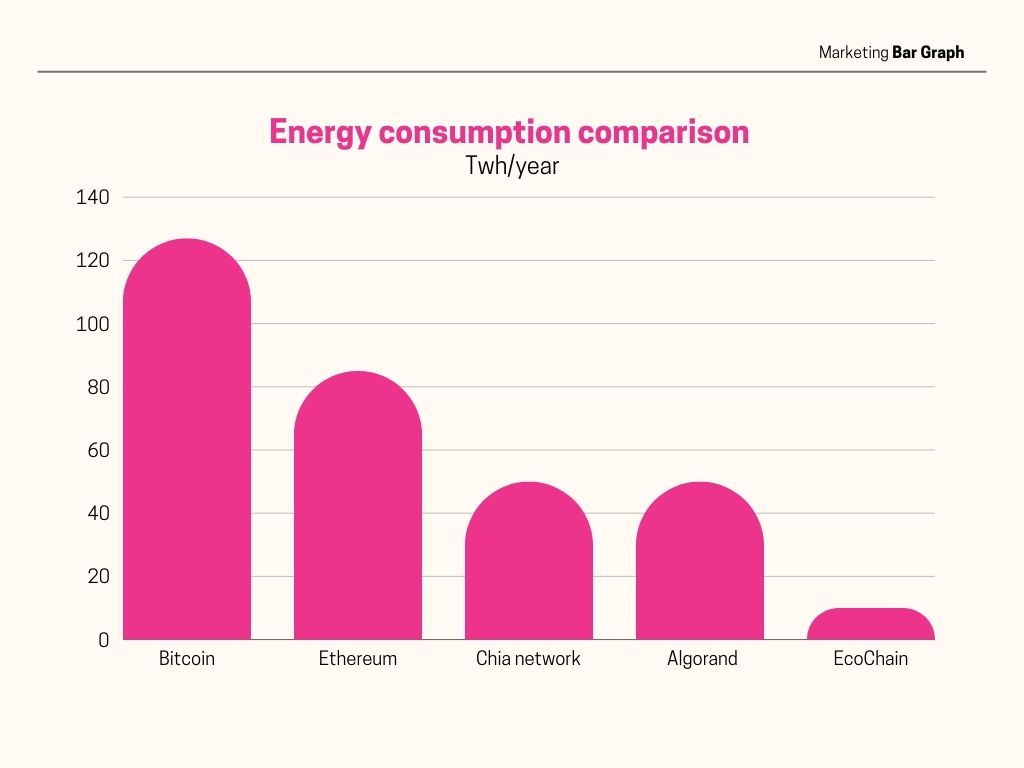 Marketing Bar Graph
Energy consumption comparison
Twh/year
140
120
100
80
60
40
20
0
Bitcoin Ethereum Chia network Algorand EcoChain